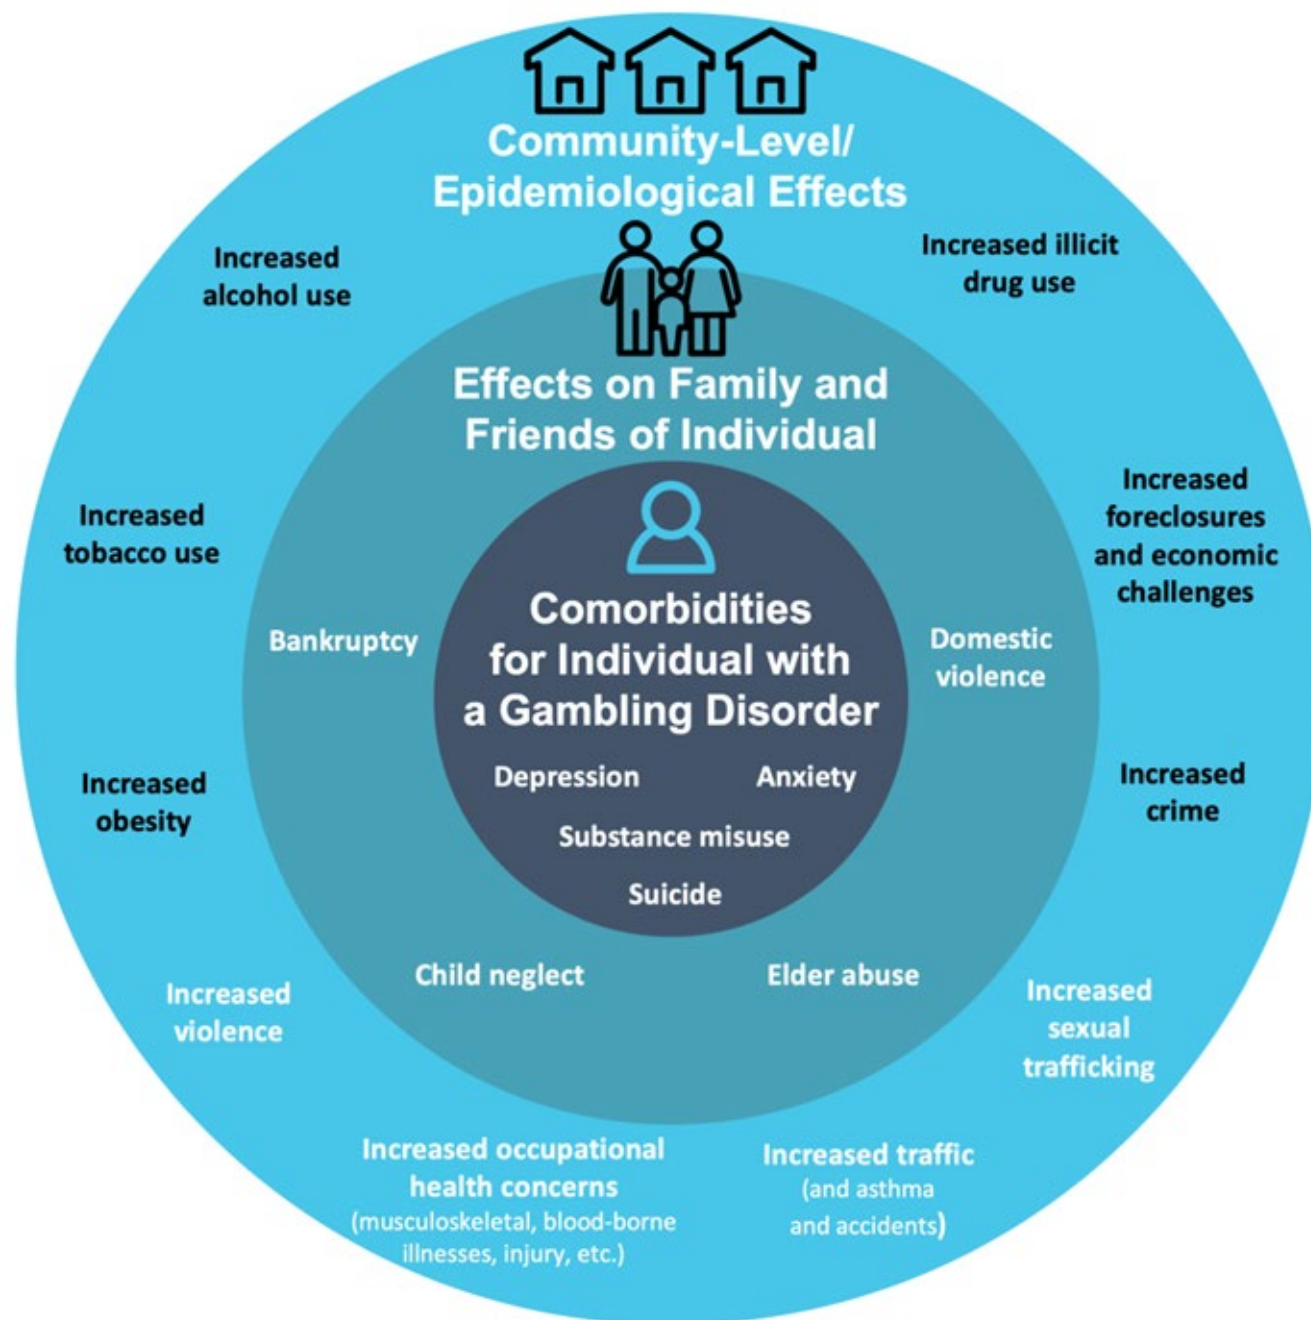 Community-Level/
Epidemiological Effects
Increased
alcohol use
Increased illicit
drug use
Effects on Family and
Friends of Individual
Increased
tobacco use
Increased
foreclosures
and economic
challenges
Bankruptcy
Domestic
violence
Comorbidities
for Individual with
a Gambling Disorder
Depression
Anxiety
Substance misuse
Suicide
Increased
obesity
Increased
crime
Child neglect
Elder abuse
Increased
violence
Increased
sexual
trafficking
Increased occupational
health concerns
(musculoskeletal, blood-borne
illnesses, injury, etc.)
Increased traffic
(and asthma
and accidents)